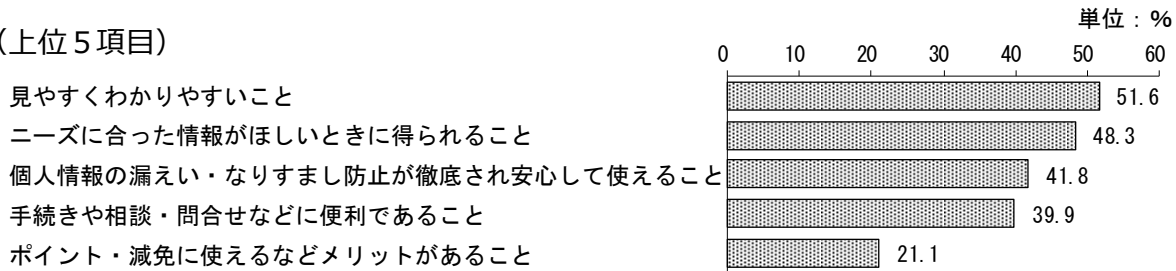 単位：％
(上位５項目)
0 10 20 30 40 50 60
見やすくわかりやすいこと 51.6
ニーズに合った情報がほしいときに得られること 48.3
個人情報の漏えい・なりすまし防止が徹底され安心して使えること 41.8
手続きや相談・問合せなどに便利であること 39.9
ポイント・減免に使えるなどメリットがあること 21.1